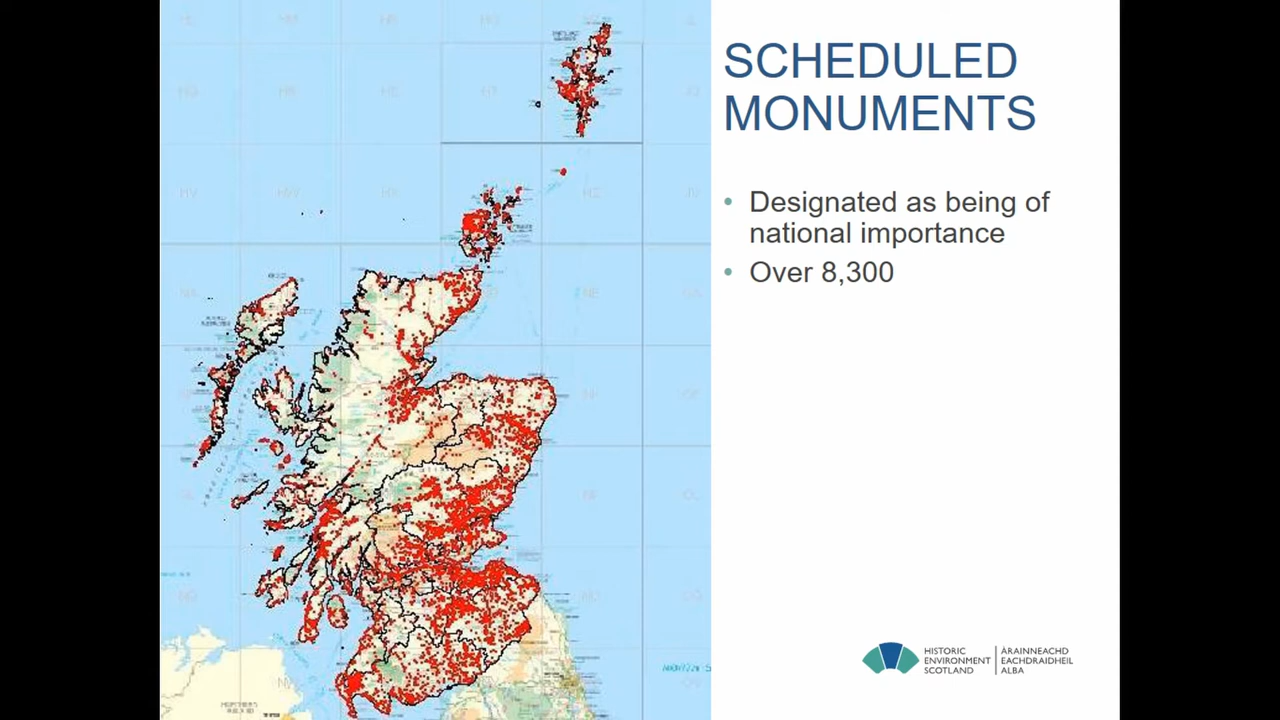 SCHEDULED
MONUMENTS
• Designated as being of
national importance
• Over 8,300
HISTORIC
ENVIRONMENT
SCOTLAND
ÀRAINNEACHD
EACHDRAIDHEIL
ALBA